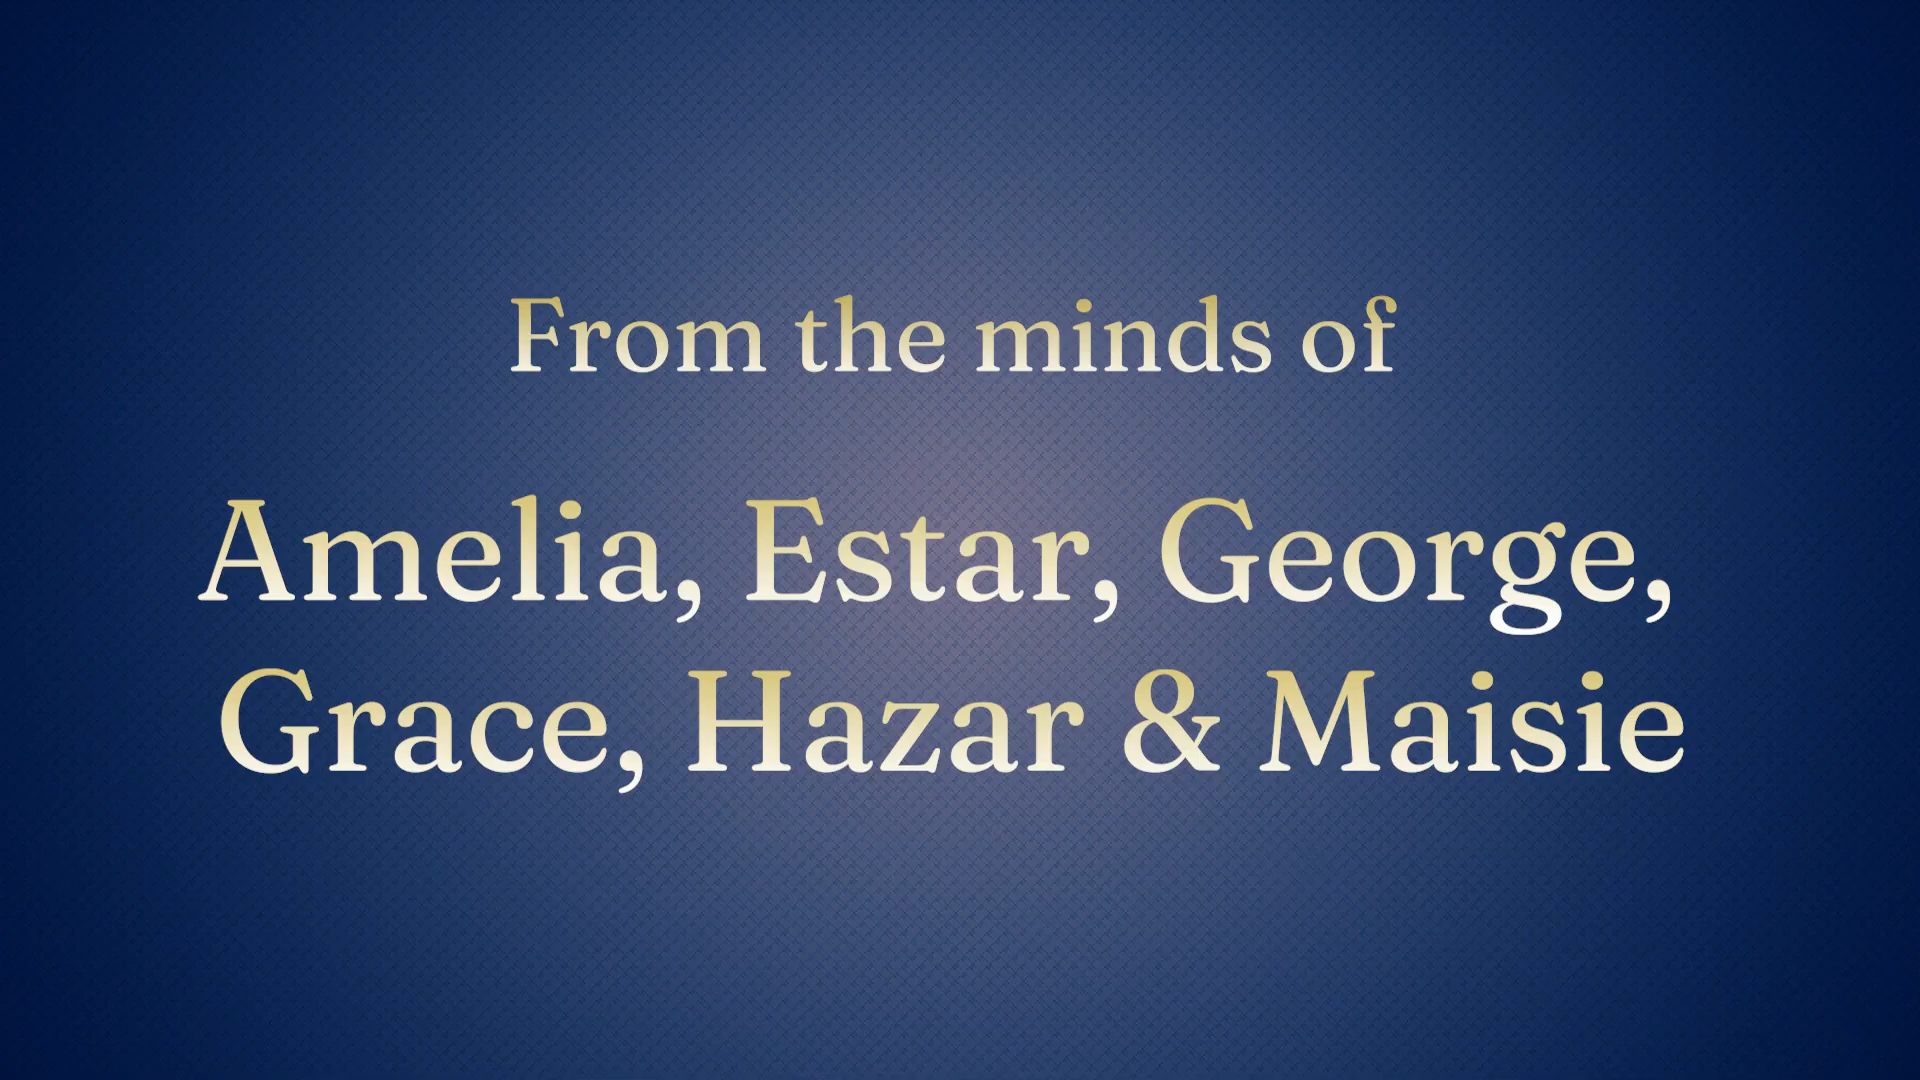 From the minds of
Amelia, Estar, George,
Grace, Hazar & Maisie